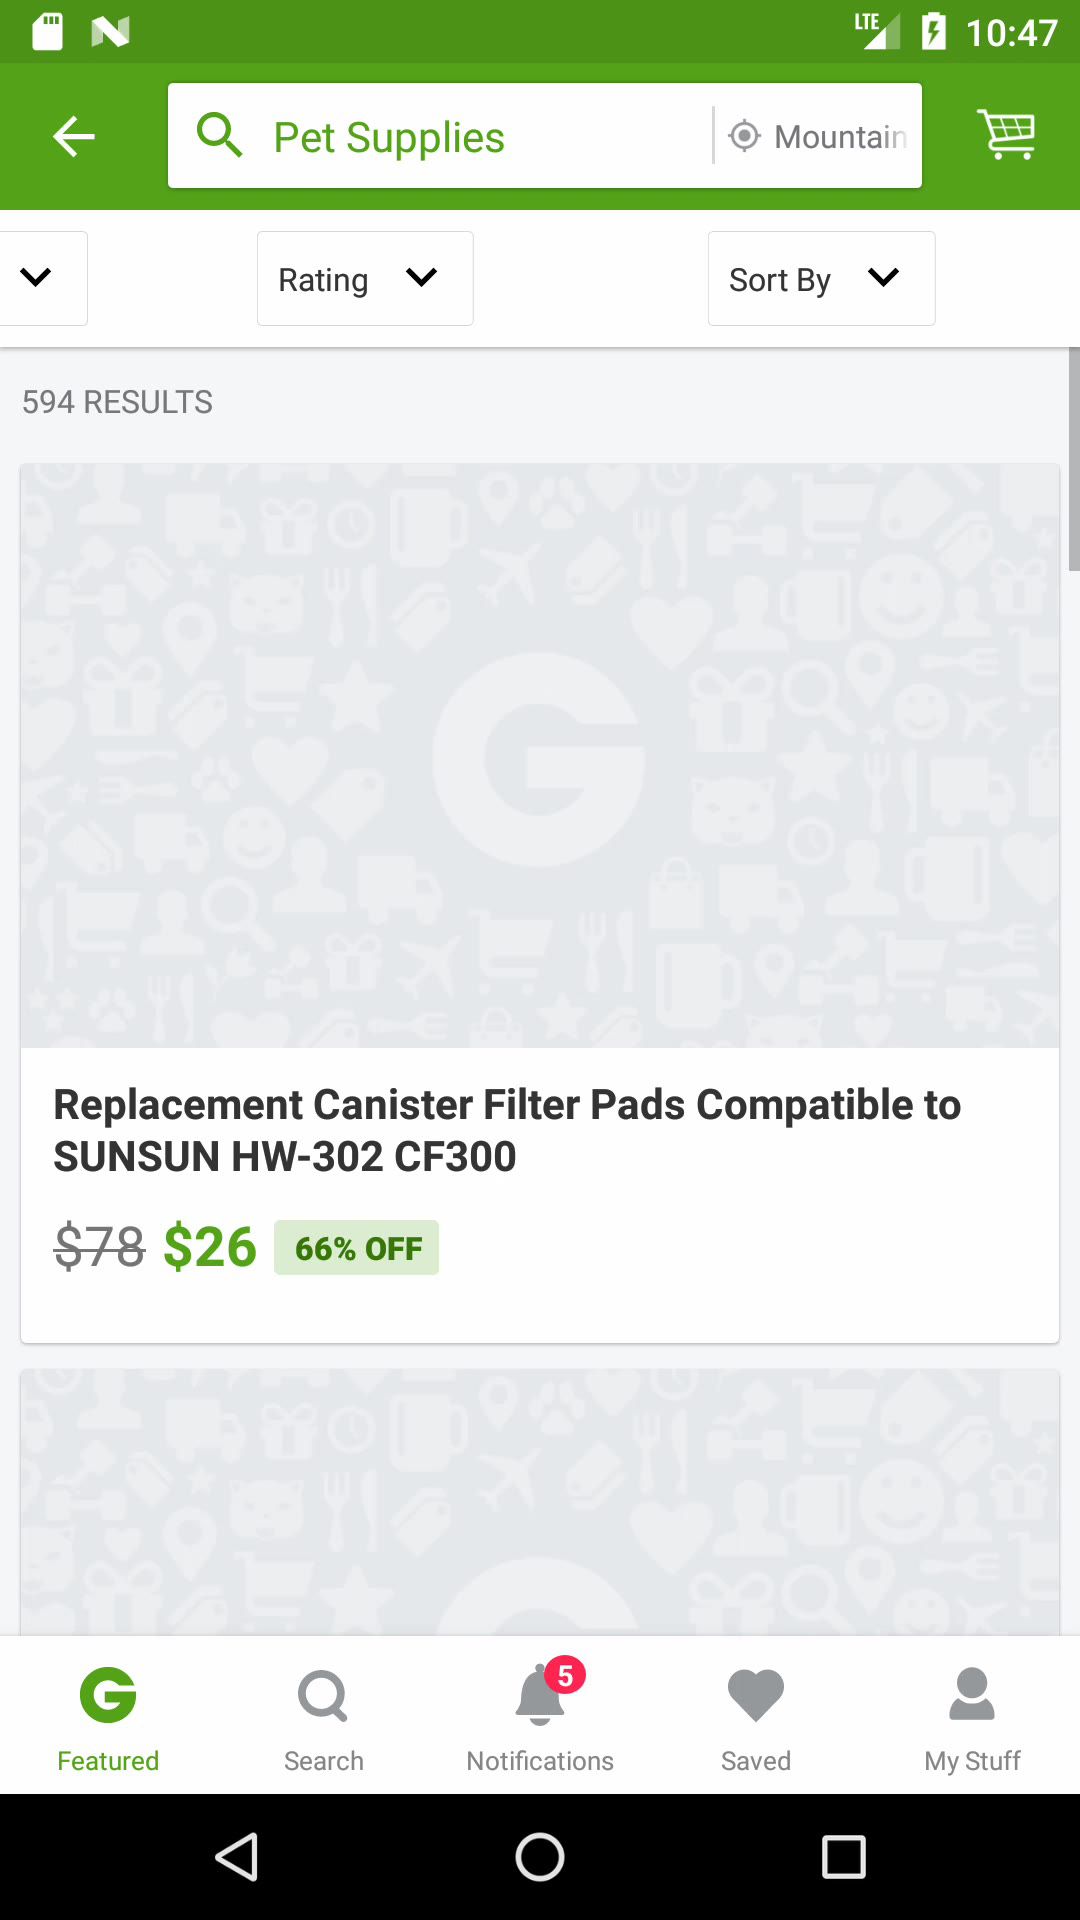 LTE 10:47
Pet Supplies Mountain
Rating Sort By
594 RESULTS
Replacement Canister Filter Pads Compatible to
SUNSUN HW-302 CF300
$78 $26 66% OFF
5
Featured Search Notifications Saved My Stuff